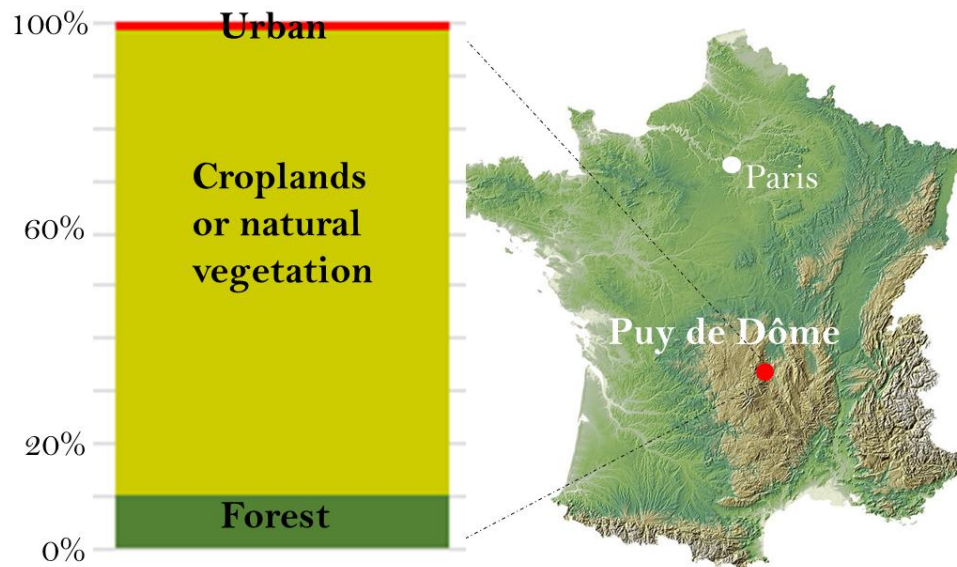 100%
Urban
Croplands
or natural
vegetation
60%
20%
Forest
0%
Paris
Puy de Dôme